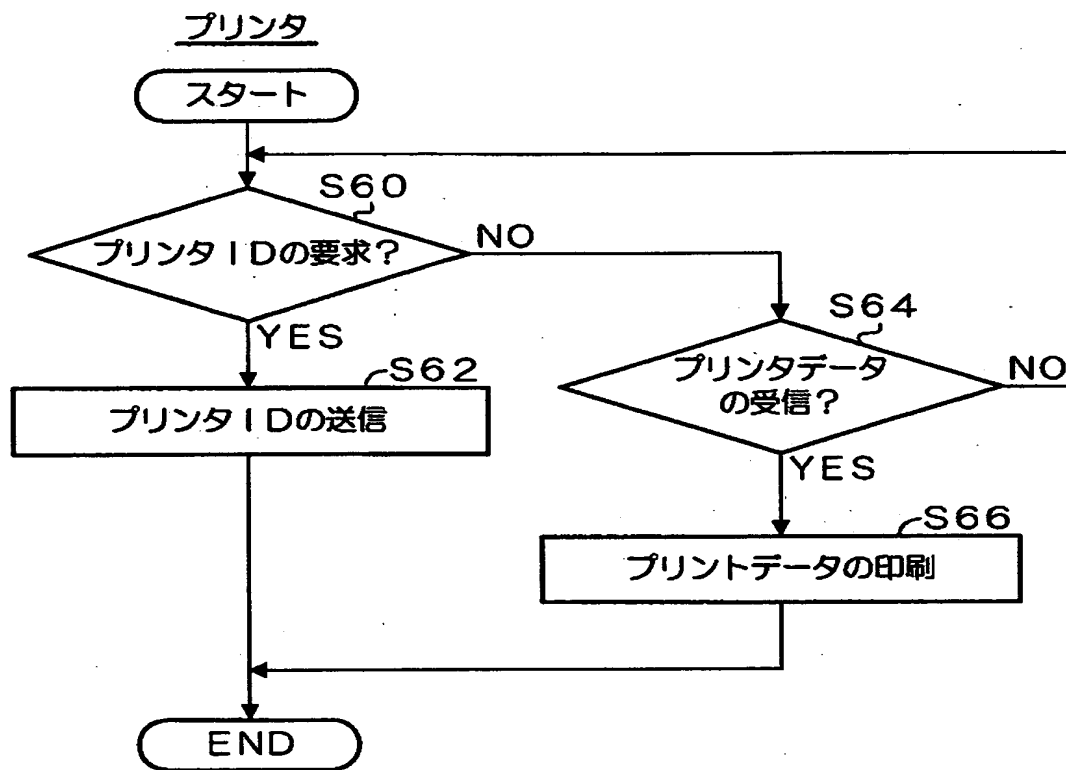 プリンタ
スタート
S60
プリンタIDの要求?
NO
YES
S62
プリンタIDの送信
S64
プリンタデータ
の受信?
NO
YES
S66
プリントデータの印刷
END